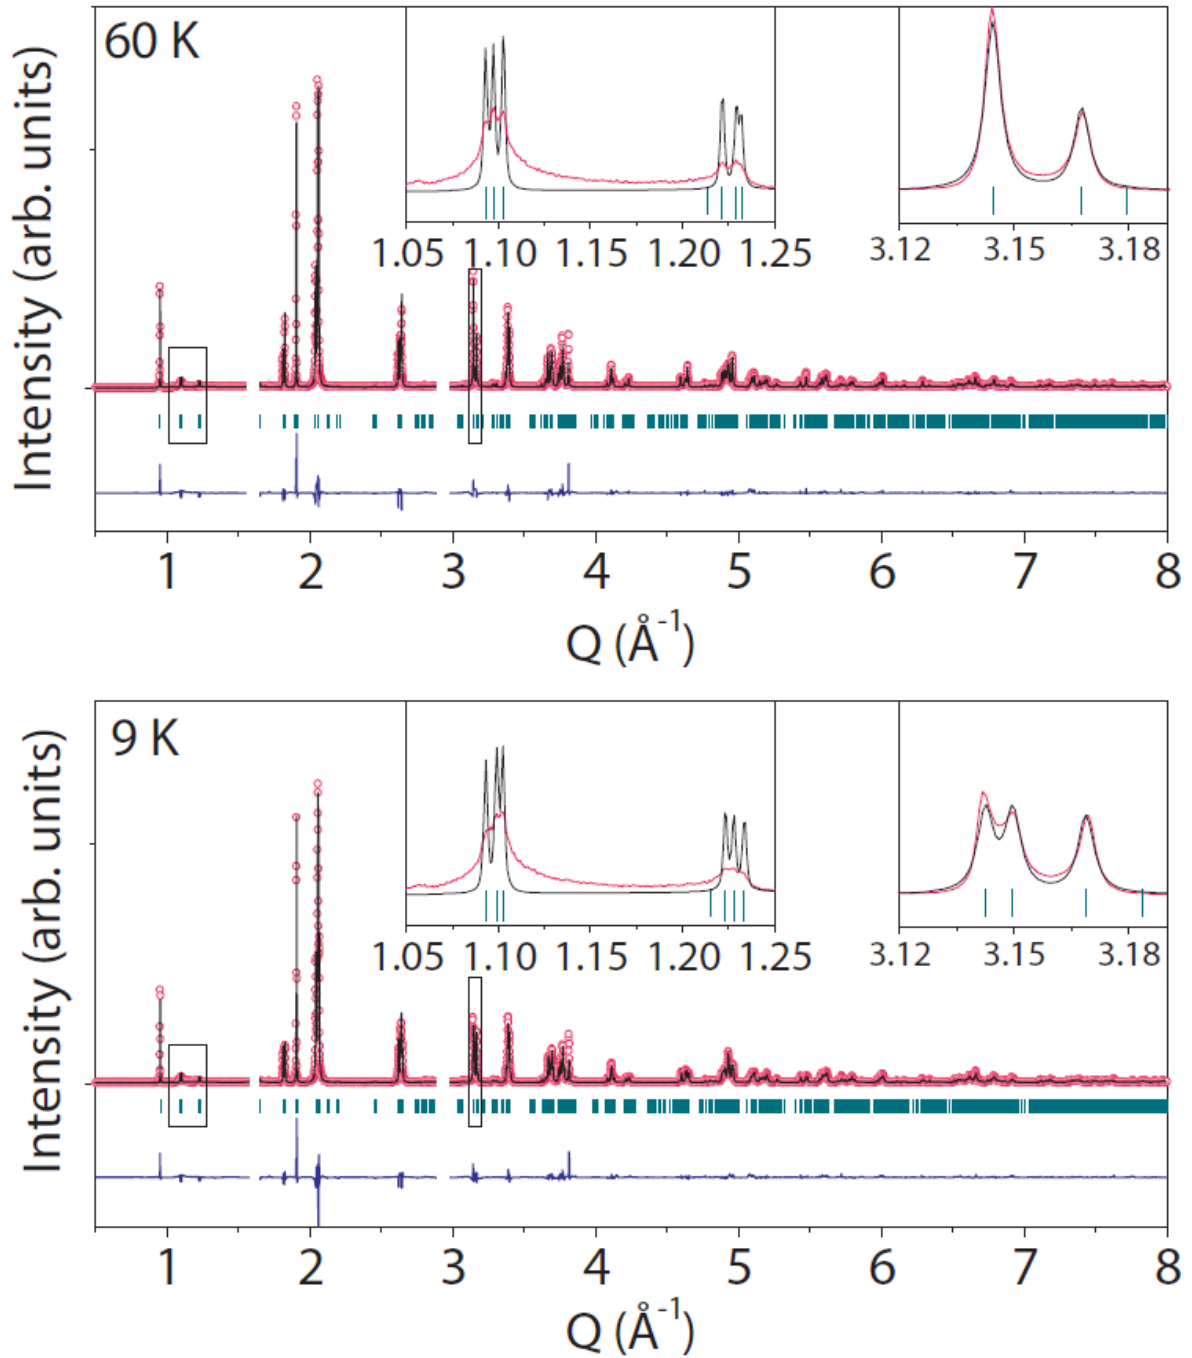 60 K
Intensity (arb. units)
1.05 1.10 1.15 1.20 1.25
3.12 3.15 3.18
1 2 3 4 5 6 7 8
Q (Å-1)
9 K
Intensity (arb. units)
1.05 1.10 1.15 1.20 1.25
3.12 3.15 3.18
1 2 3 4 5 6 7 8
Q (Å-1)